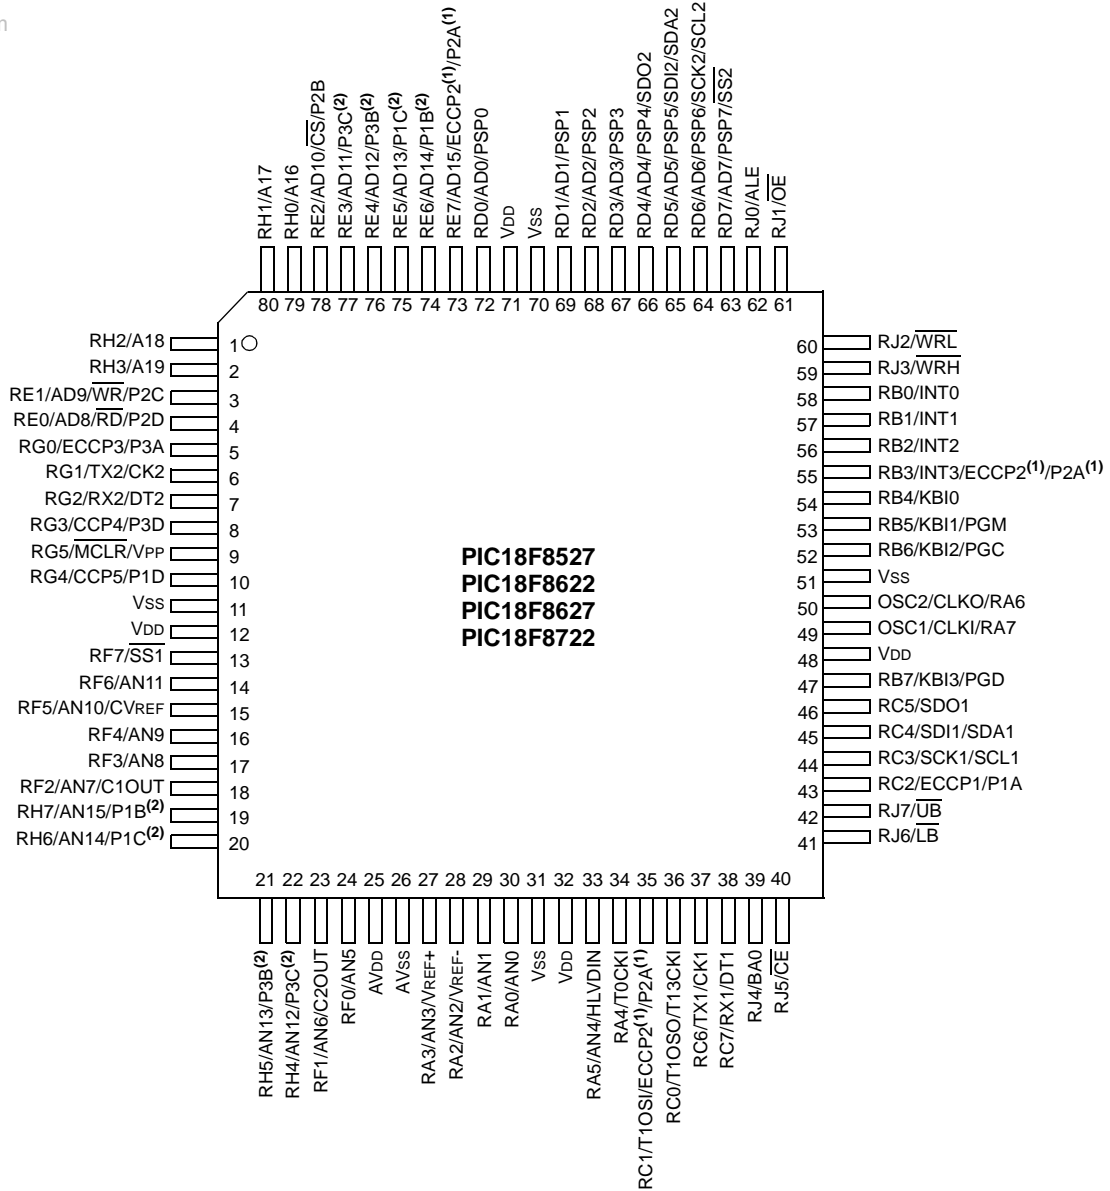 m
RH1/A17
RH0/A16
RE2/AD10/CS/P2B
RE3/AD11/P3C(2)
RE4/AD12/P3B(2)
RE5/AD13/P1C(2)
RE6/AD14/P1B(2)
RE7/AD15/ECCP2(1)/P2A(1)
RD0/AD0/PSP0
VDD
VSS
RD1/AD1/PSP1
RD2/AD2/PSP2
RD3/AD3/PSP3
RD4/AD4/PSP4/SDO2
RD5/AD5/PSP5/SDI2/SDA2
RD6/AD6/PSP6/SCK2/SCL2
RD7/AD7/PSP7/SS2
RJ0/ALE
RJ1/OE
80 79 78 77 76 75 74 73 72 71 70 69 68 67 66 65 64 63 62 61
RH2/A18 1
RH3/A19 2
RE1/AD9/WR/P2C 3
RE0/AD8/RD/P2D 4
RG0/ECCP3/P3A 5
RG1/TX2/CK2 6
RG2/RX2/DT2 7
RG3/CCP4/P3D 8
RG5/MCLR/VPP 9
RG4/CCP5/P1D 10
VSS 11
VDD 12
RF7/SS1 13
RF6/AN11 14
RF5/AN10/CVREF 15
RF4/AN9 16
RF3/AN8 17
RF2/AN7/C1OUT 18
RH7/AN15/P1B(2) 19
RH6/AN14/P1C(2) 20
PIC18F8527
PIC18F8622
PIC18F8627
PIC18F8722
60 RJ2/WRL
59 RJ3/WRH
58 RB0/INT0
57 RB1/INT1
56 RB2/INT2
55 RB3/INT3/ECCP2(1)/P2A(1)
54 RB4/KBI0
53 RB5/KBI1/PGM
52 RB6/KBI2/PGC
51 VSS
50 OSC2/CLKO/RA6
49 OSC1/CLKI/RA7
48 VDD
47 RB7/KBI3/PGD
46 RC5/SDO1
45 RC4/SDI1/SDA1
44 RC3/SCK1/SCL1
43 RC2/ECCP1/P1A
42 RJ7/UB
41 RJ6/LB
21 22 23 24 25 26 27 28 29 30 31 32 33 34 35 36 37 38 39 40
RH5/AN13/P3B(2)
RH4/AN12/P3C(2)
RF1/AN6/C2OUT
RF0/AN5
AVDD
AVSS
RA3/AN3/VREF+
RA2/AN2/VREF-
RA1/AN1
RA0/AN0
VSS
VDD
RA5/AN4/HLVDIN
RA4/T0CKI
RC1/T1OSI/ECCP2(1)/P2A(1)
RC0/T1OSO/T13CKI
RC6/TX1/CK1
RC7/RX1/DT1
RJ4/BA0
RJ5/CE